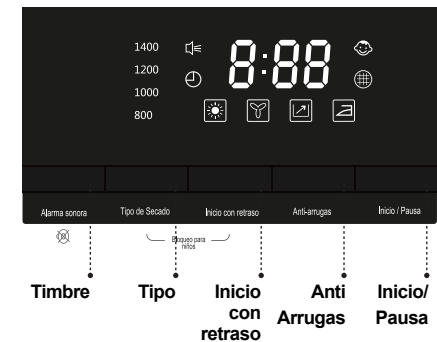 1400
1200
1000
800
8:88
Alarma sonora Tipo de Secado Inicio con retraso Anti-arrugas Inicio / Pausa
Bloqueo para
niños
Timbre Tipo Inicio Anti Inicio/
con Arrugas Pausa
retraso